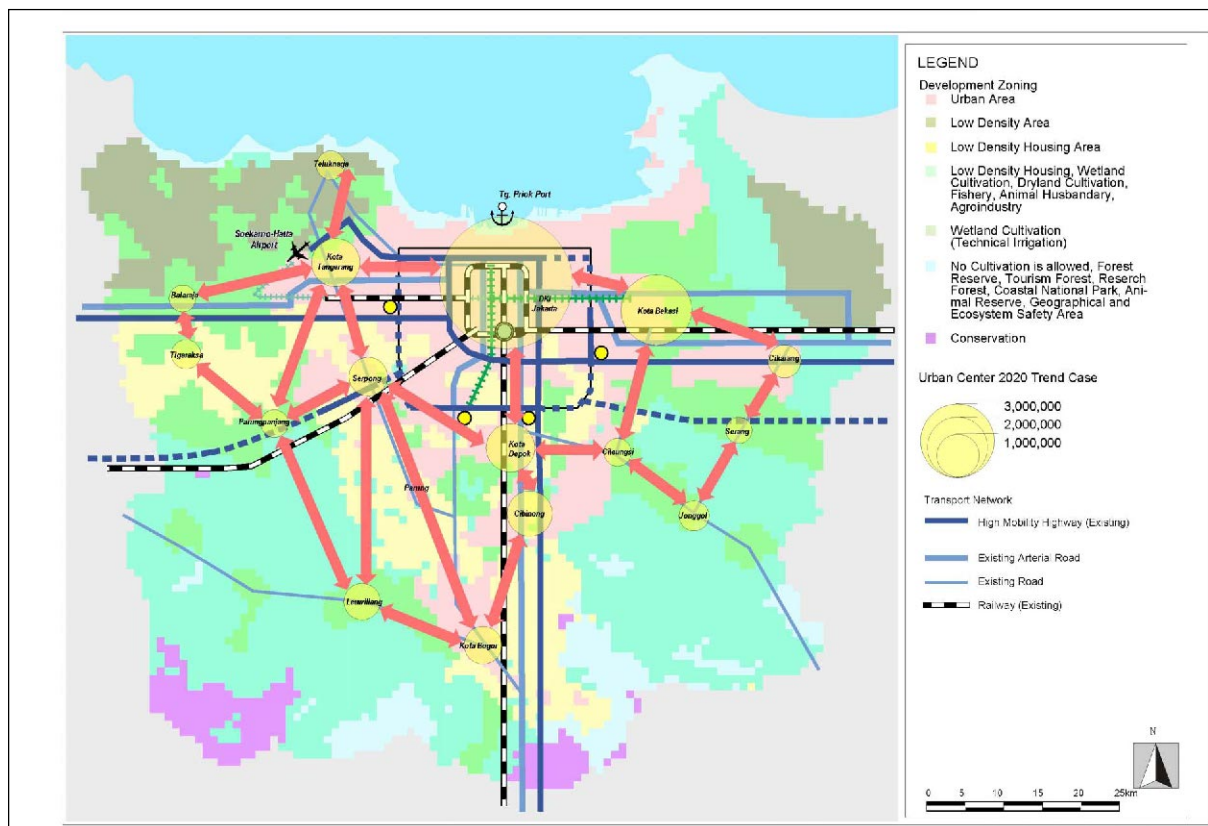 Teluknaga
Tg. Priok Port
Soekarno-Hatta
Airport
Kota
Tangerang
Balaraja
DKI
Jakarta
Kota Bekasi
Tigaraksa
Serpong
Cikarang
Parungpanjang
Serang
Kota
Depok
Cileungsi
Parung
Cibinong
Jonggol
Leuwiliang
Kota Bogor
LEGEND
Development Zoning
Urban Area
Low Density Area
Low Density Housing Area
Low Density Housing, Wetland
Cultivation, Dryland Cultivation,
Fishery, Animal Husbandary,
Agroindustry
Wetland Cultivation
(Technical Irrigation)
No Cultivation is allowed, Forest
Reserve, Tourism Forest, Reserch
Forest, Coastal National Park, Ani-
mal Reserve, Geographical and
Ecosystem Safety Area
Conservation
Urban Center 2020 Trend Case
3,000,000
2,000,000
1,000,000
Transport Network
High Mobility Highway (Existing)
Existing Arterial Road
Existing Road
Railway (Existing)
N
0 5 10 15 20 25km